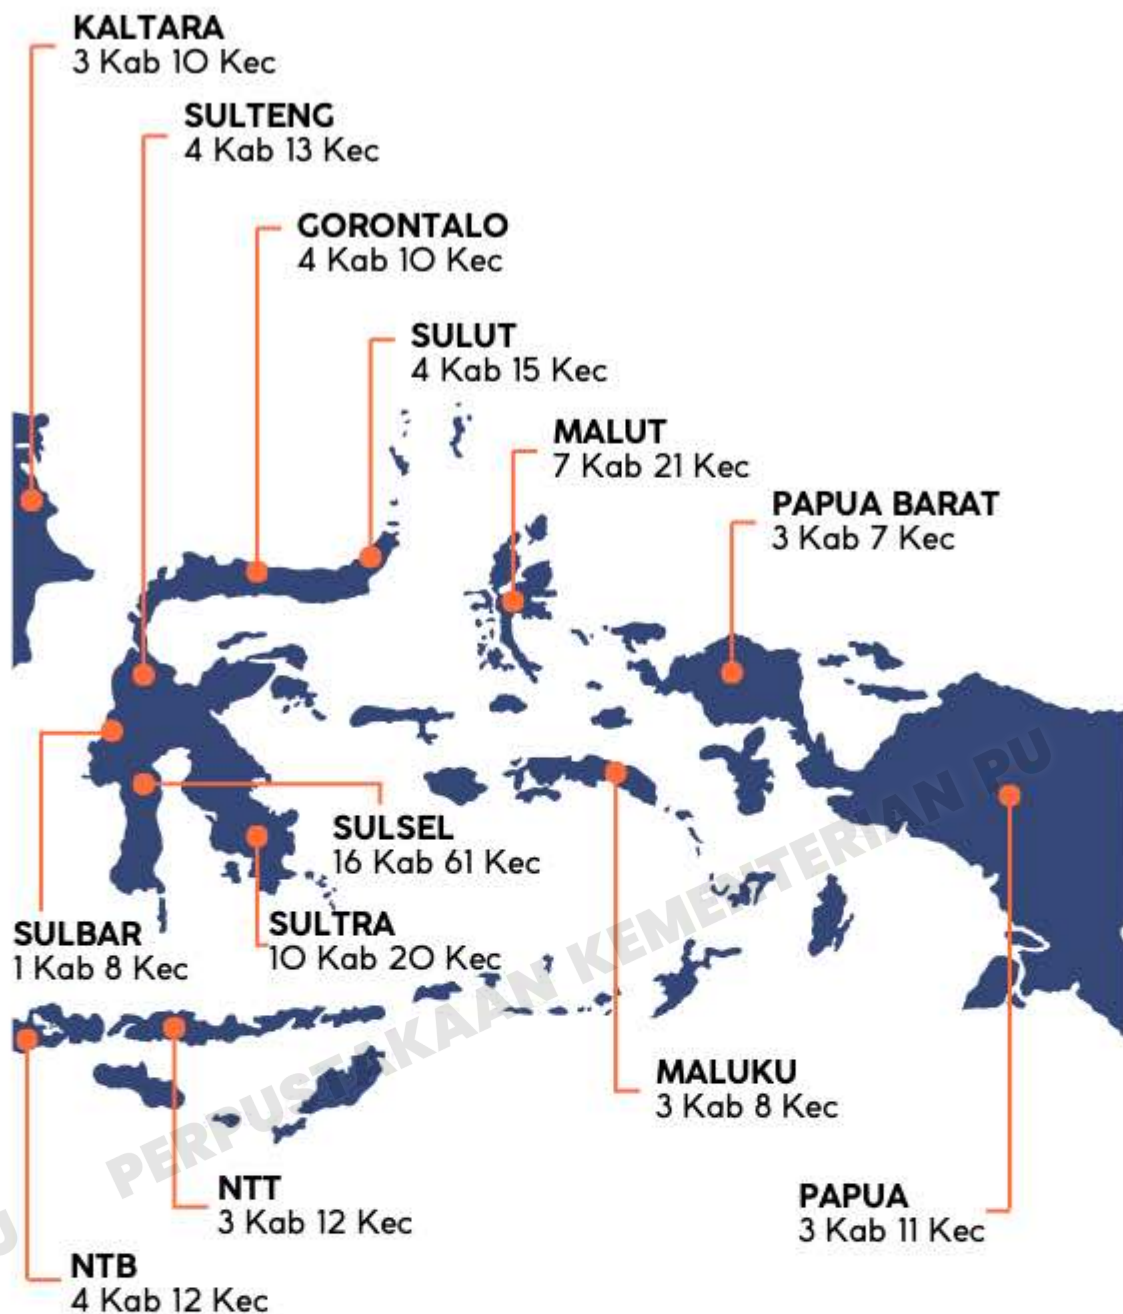 KALTARA
3 Kab 10 Kec
SULTENG
4 Kab 13 Kec
GORONTALO
4 Kab 10 Kec
SULUT
4 Kab 15 Kec
MALUT
7 Kab 21 Kec
PAPUA BARAT
3 Kab 7 Kec
SULSEL
16 Kab 61 Kec
SULBAR
1 Kab 8 Kec
SULTRA
10 Kab 20 Kec
MALUKU
3 Kab 8 Kec
NTT
3 Kab 12 Kec
PAPUA
3 Kab 11 Kec
NTB
4 Kab 12 Kec
PERPUSTAKAAN KEMENTERIAN PU
U